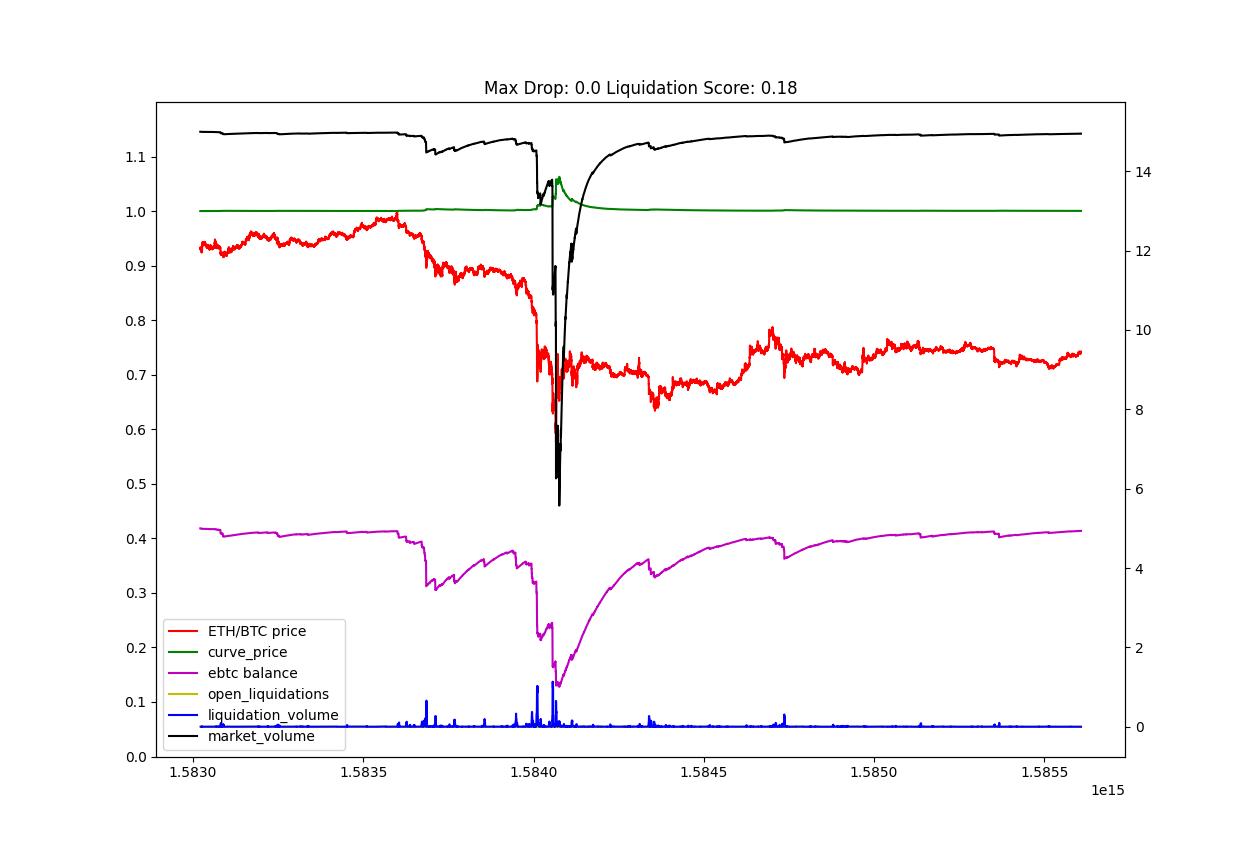 Max Drop: 0.0 Liquidation Score: 0.18
1.1
1.0
0.9
0.8
0.7
0.6
0.5
0.4
0.3
0.2
0.1
0.0
14
12
10
8
6
4
2
0
ETH/BTC price
curve_price
ebtc balance
open_liquidations
liquidation_volume
market_volume
1.5830 1.5835 1.5840 1.5845 1.5850 1.5855
1e15